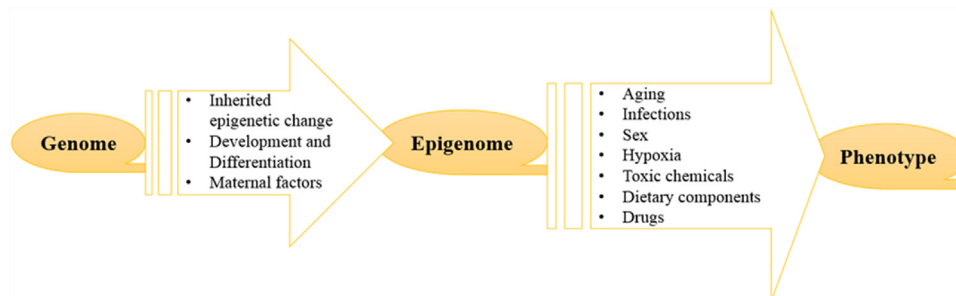 Genome
• Inherited
epigenetic change
• Development and
Differentiation
• Maternal factors
Epigenome
• Aging
• Infections
• Sex
• Hypoxia
• Toxic chemicals
• Dietary components
• Drugs
Phenotype